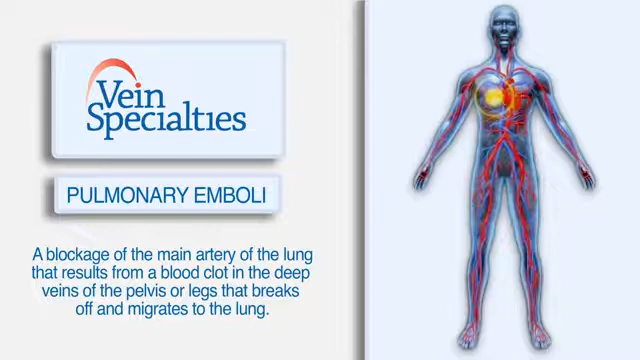 Vein
Specialties
PULMONARY EMBOLI
A blockage of the main artery of the lung
that results from a blood clot in the deep
veins of the pelvis or legs that breaks
off and migrates to the lung.